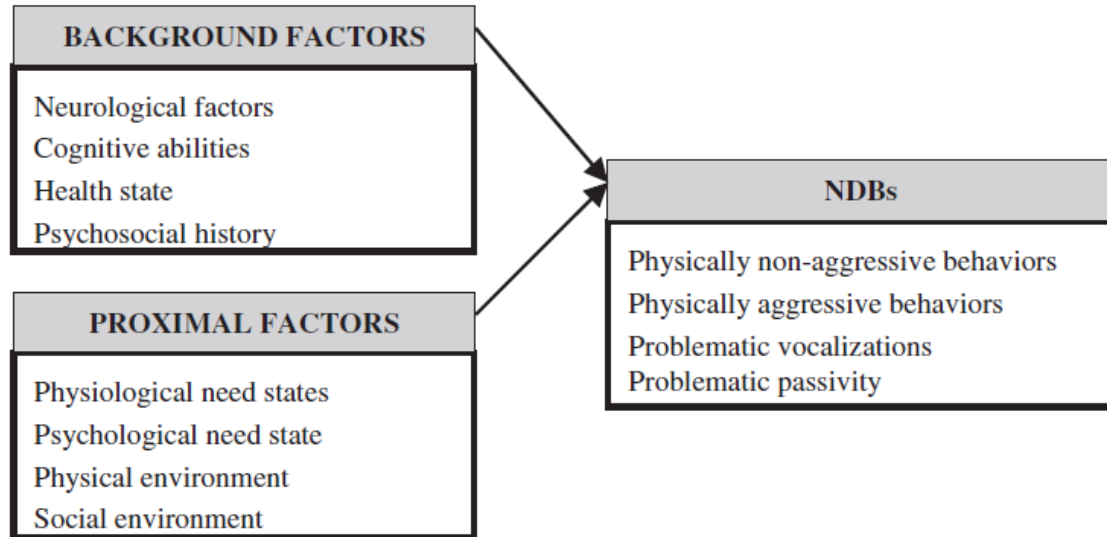 BACKGROUND FACTORS
Neurological factors
Cognitive abilities
Health state
Psychosocial history
PROXIMAL FACTORS
Physiological need states
Psychological need state
Physical environment
Social environment
NDBs
Physically non-aggressive behaviors
Physically aggressive behaviors
Problematic vocalizations
Problematic passivity